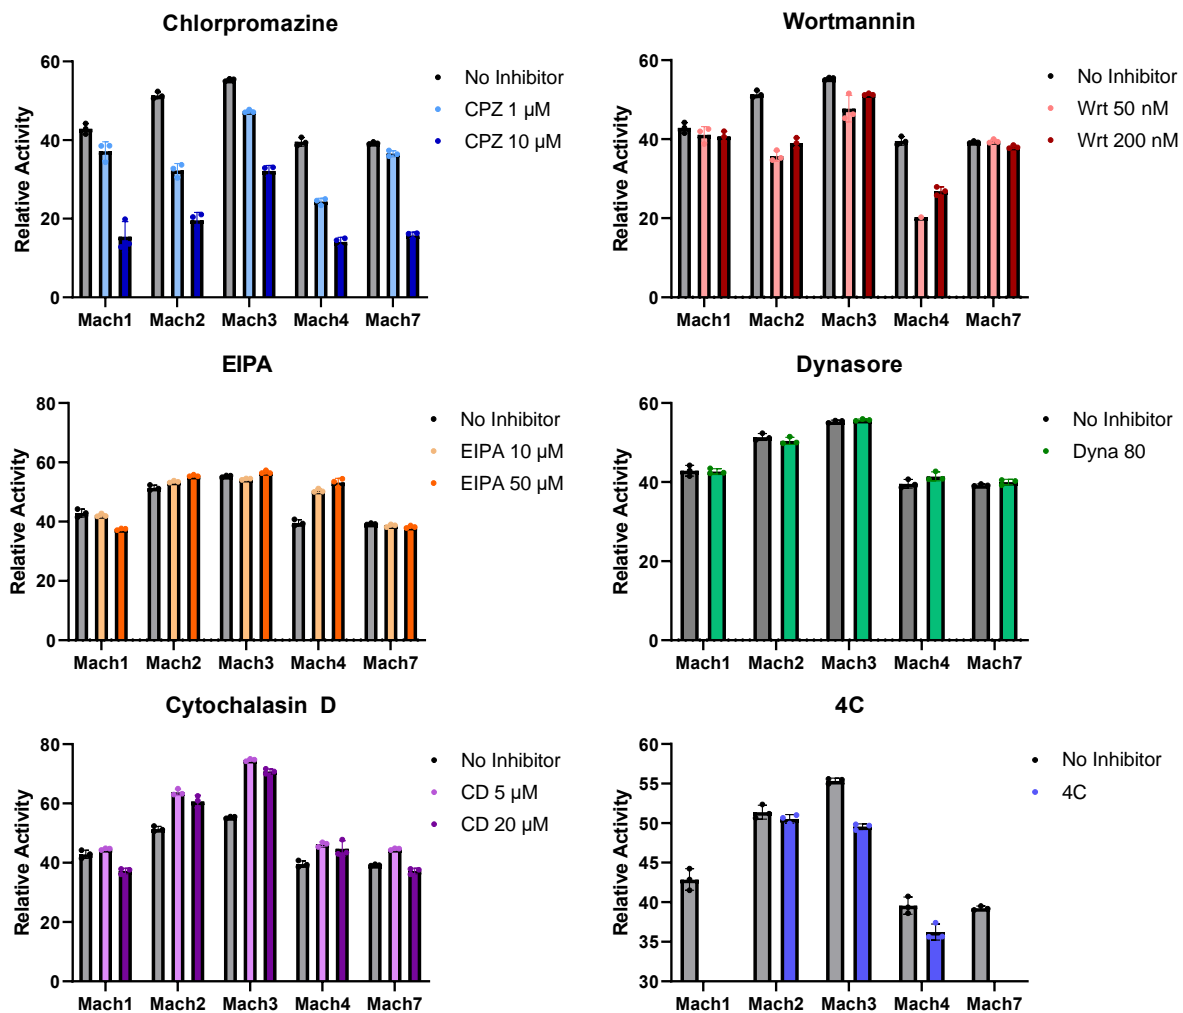 Chlorpromazine
Relative Activity
60
40
20
0
Mach1 Mach2 Mach3 Mach4 Mach7
No Inhibitor
CPZ 1 µM
CPZ 10 µM
Wortmannin
Relative Activity
60
40
20
0
Mach1 Mach2 Mach3 Mach4 Mach7
No Inhibitor
Wrt 50 nM
Wrt 200 nM
EIPA
Relative Activity
80
60
40
20
0
Mach1 Mach2 Mach3 Mach4 Mach7
No Inhibitor
EIPA 10 µM
EIPA 50 µM
Dynasore
Relative Activity
60
40
20
0
Mach1 Mach2 Mach3 Mach4 Mach7
No Inhibitor
Dyna 80
Cytochalasin D
Relative Activity
80
60
40
20
0
Mach1 Mach2 Mach3 Mach4 Mach7
No Inhibitor
CD 5 µM
CD 20 µM
4C
Relative Activity
60
55
50
45
40
35
30
Mach1 Mach2 Mach3 Mach4 Mach7
No Inhibitor
4C